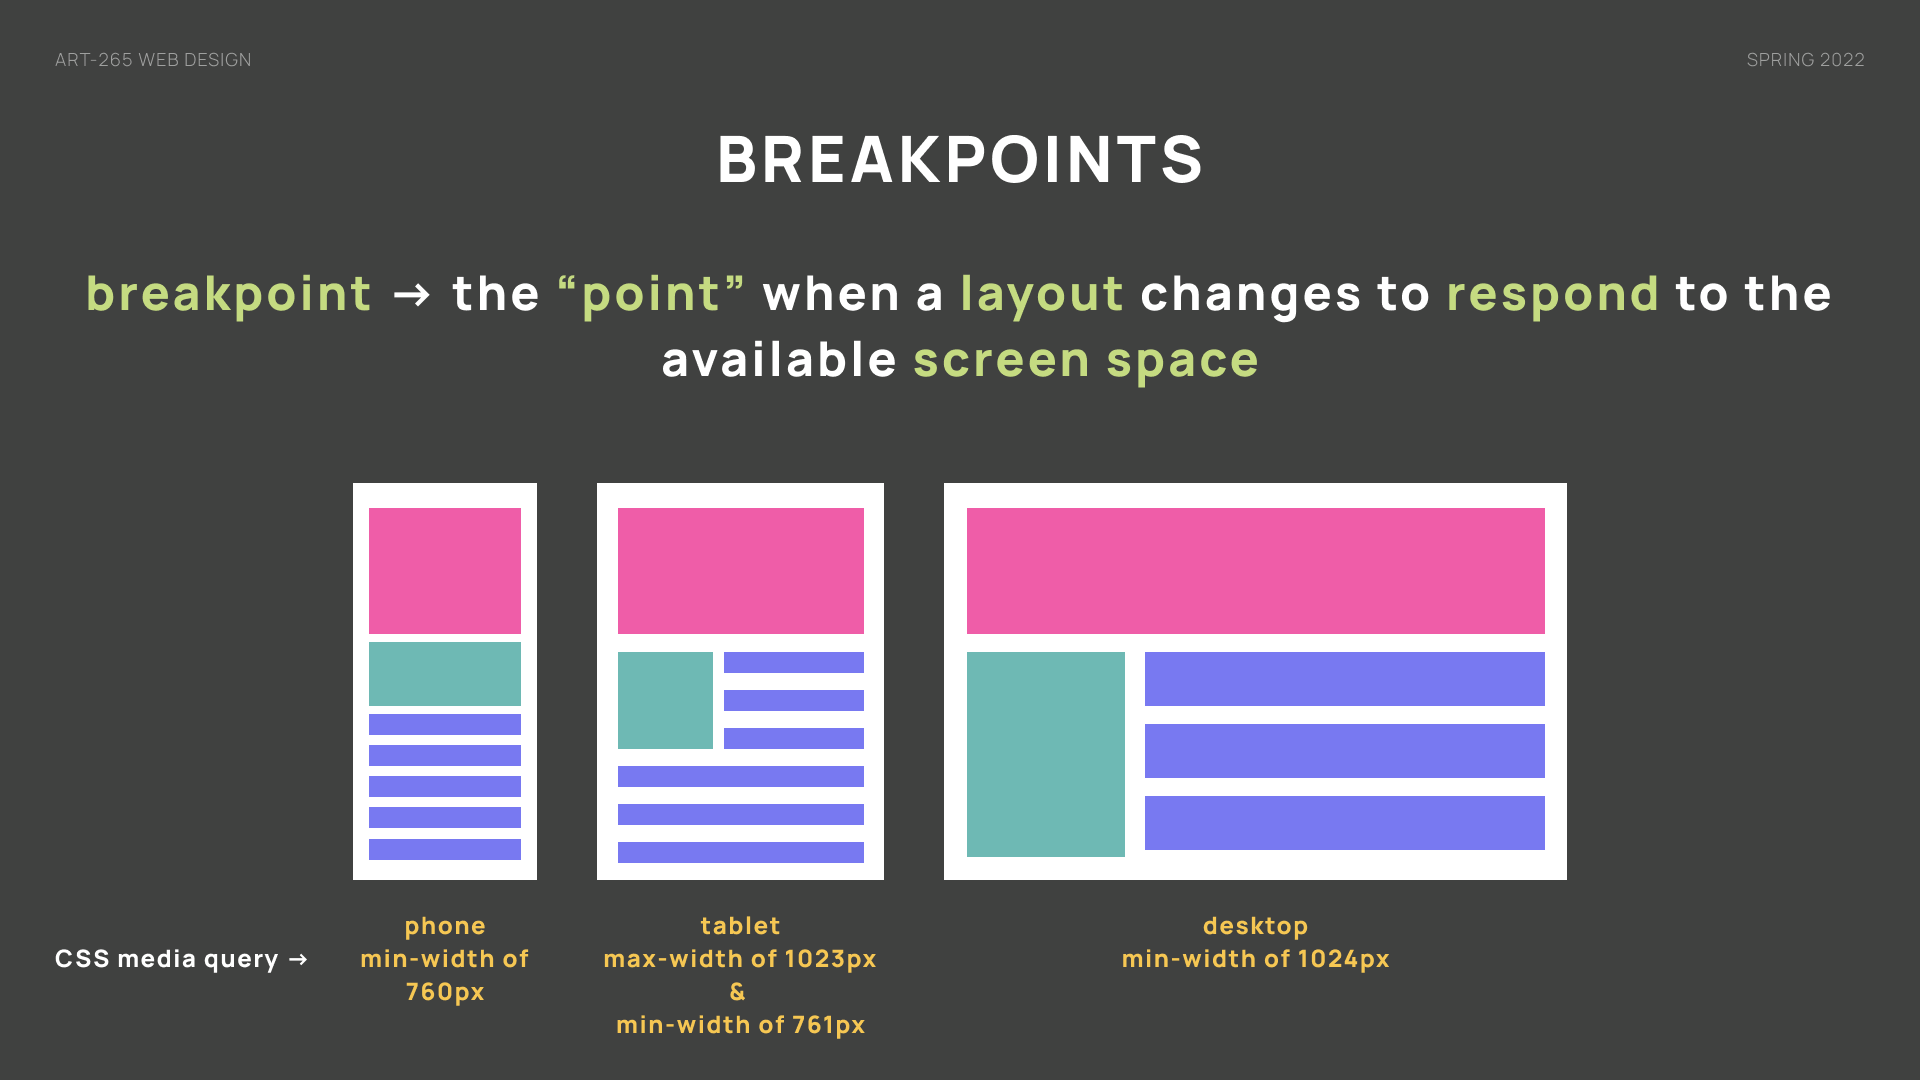 ART-265 WEB DESIGN
SPRING 2022
BREAKPOINTS
breakpoint → the “point” when a layout changes to respond to the
available screen space
CSS media query →
phone
min-width of
760px
tablet
max-width of 1023px
&
min-width of 761px
desktop
min-width of 1024px